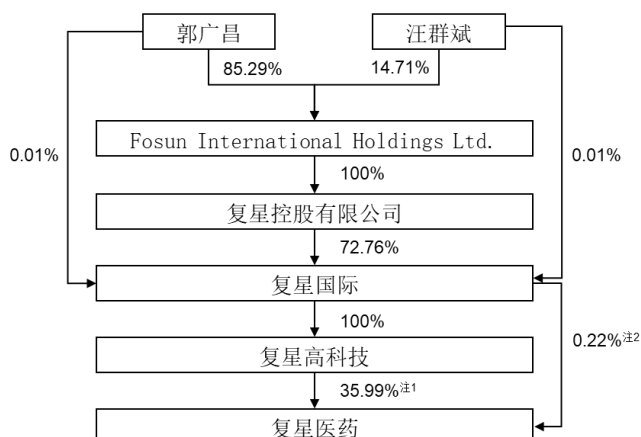 郭广昌
汪群斌
85.29%
14.71%
Fosun International Holdings Ltd.
0.01%
0.01%
100%
复星控股有限公司
72.76%
复星国际
100%
0.22%注2
复星高科技
35.99%注1
复星医药